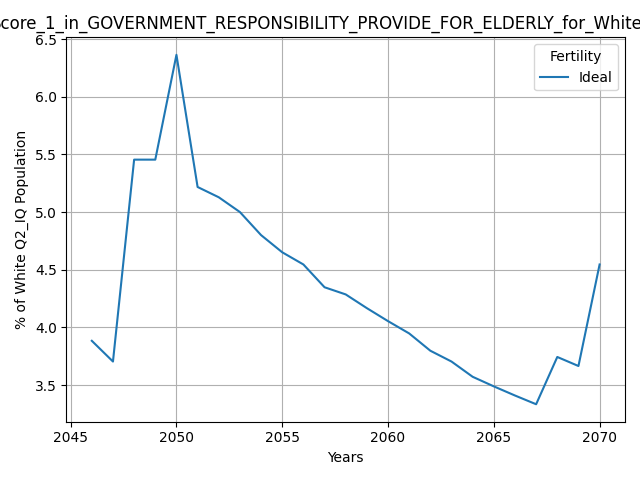 core_1_in_GOVERNMENT_RESPONSIBILITY_PROVIDE_FOR_ELDERLY_for_White
Fertility
Ideal
% of White Q2_IQ Population
6.5
6.0
5.5
5.0
4.5
4.0
3.5
2045 2050 2055 2060 2065 2070
Years